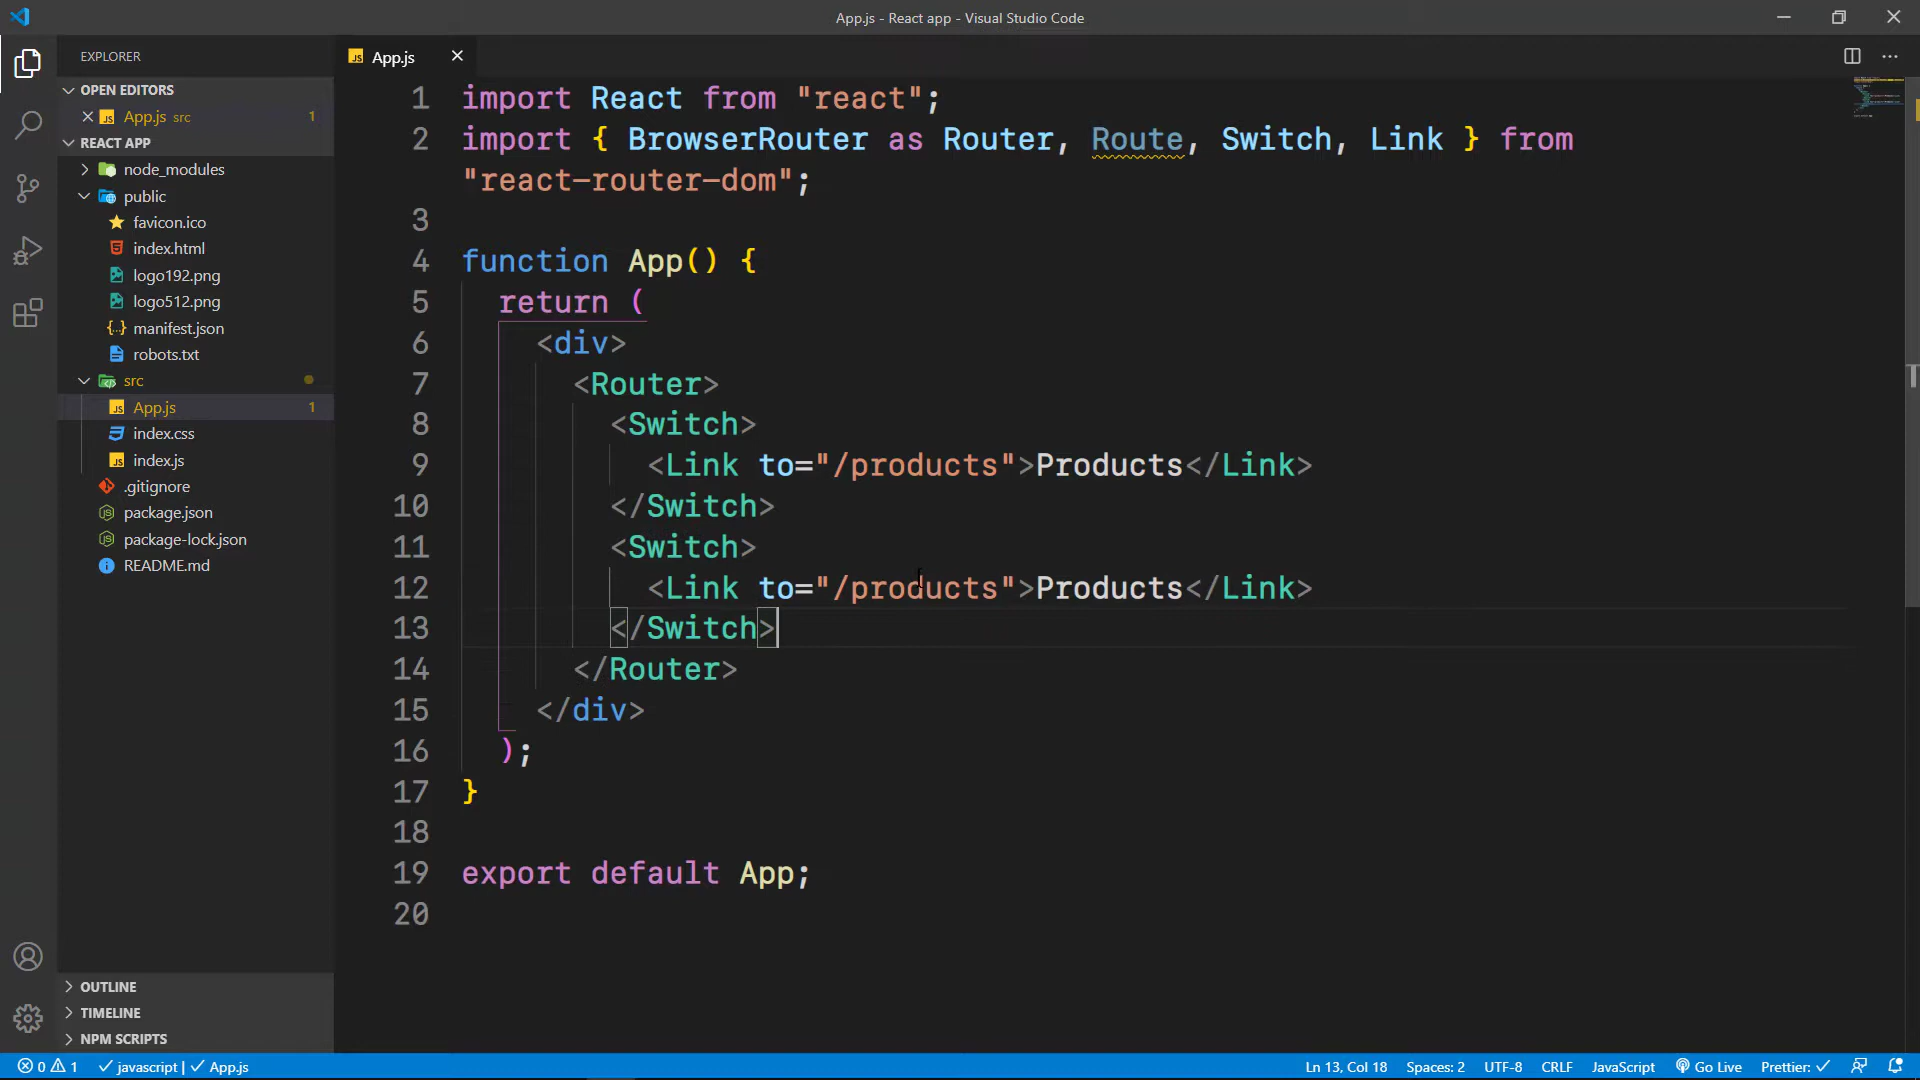 App.js - React app - Visual Studio Code
EXPLORER
OPEN EDITORS
App.js src 1
REACT APP
node_modules
public
favicon.ico
index.html
logo192.png
logo512.png
manifest.json
robots.txt
src
App.js 1
index.css
index.js
.gitignore
package.json
package-lock.json
README.md
OUTLINE
TIMELINE
NPM SCRIPTS
App.js
1 import React from "react";
2 import { BrowserRouter as Router, Route, Switch, Link } from
"react-router-dom";
3
4 function App() {
5 return (
6 <div>
7 <Router>
8 <Switch>
9 <Link to="/products">Products</Link>
10 </Switch>
11 <Switch>
12 <Link to="/products">Products</Link>
13 </Switch>
14 </Router>
15 </div>
16 );
17 }
18
19 export default App;
20
0 1 javascript | App.js Ln 13, Col 18 Spaces: 2 UTF-8 CRLF JavaScript Go Live Prettier: